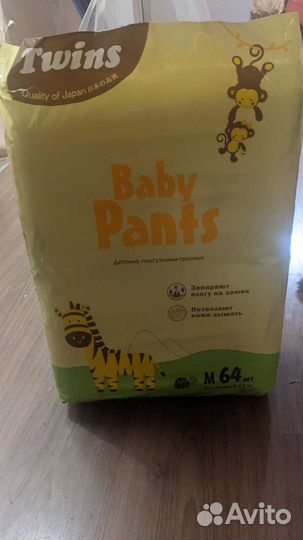 Twins
Quality of Japan 日本の品質
Baby
Pants
Детские подгузники-трусики
Запирают
влагу на замок
Позволяют
коже дышать
M 64 шт
Avito